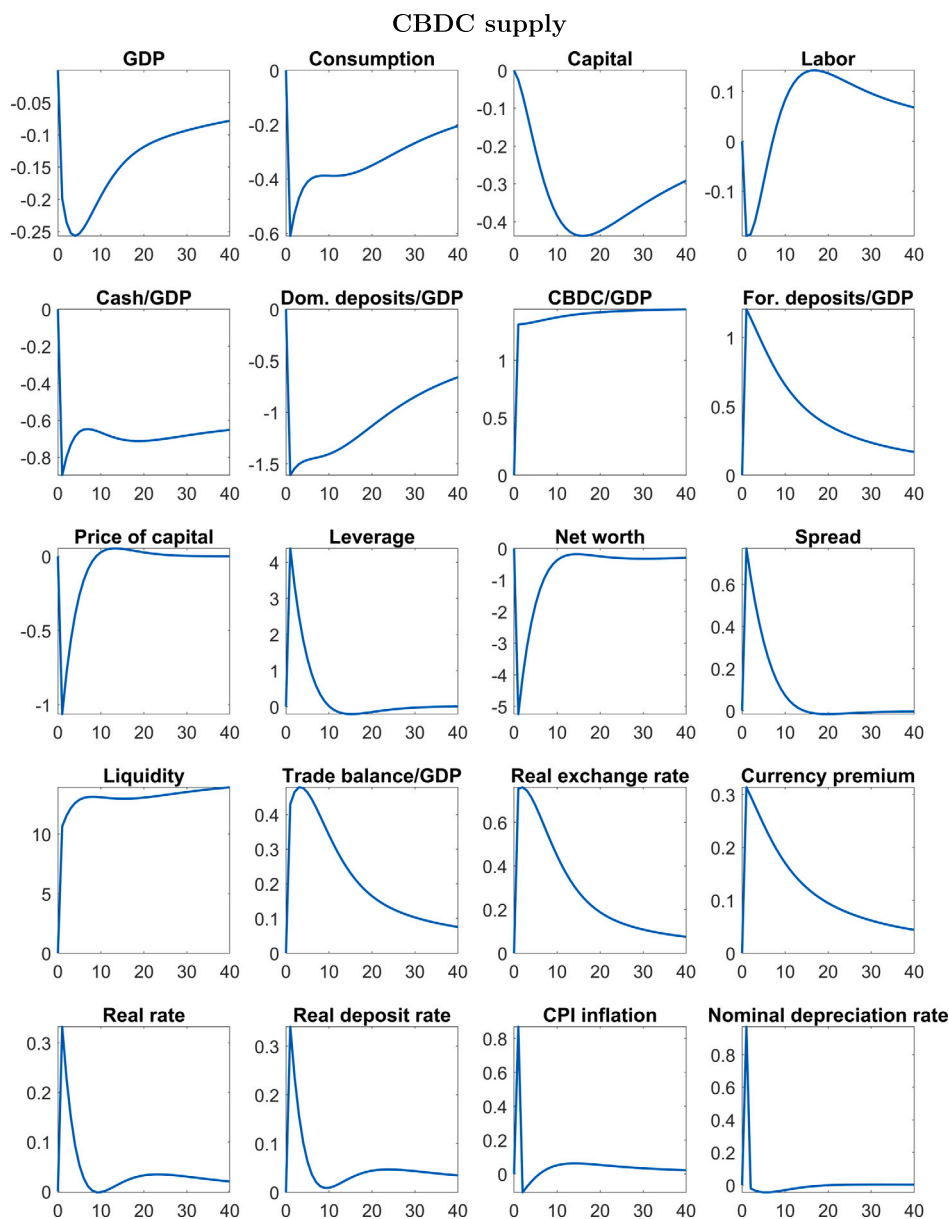 CBDC supply
GDP Consumption Capital Labor
-0.05 -0.1 -0.15 -0.2 -0.25
0 10 20 30 40
0 -0.2 -0.4 -0.6
0 10 20 30 40
0 -0.1 -0.2 -0.3 -0.4
0 10 20 30 40
0.1 0 -0.1
0 10 20 30 40
Cash/GDP Dom. deposits/GDP CBDC/GDP For. deposits/GDP
0 -0.2 -0.4 -0.6 -0.8
0 10 20 30 40
0 -0.5 -1 -1.5
0 10 20 30 40
1 0.5 0
0 10 20 30 40
1 0.5 0
0 10 20 30 40
Price of capital Leverage Net worth Spread
0 -0.5 -1
0 10 20 30 40
4 3 2 1 0
0 10 20 30 40
0 -1 -2 -3 -4 -5
0 10 20 30 40
0.6 0.4 0.2 0
0 10 20 30 40
Liquidity Trade balance/GDP Real exchange rate Currency premium
10 5 0
0 10 20 30 40
0.4 0.3 0.2 0.1 0
0 10 20 30 40
0.6 0.4 0.2 0
0 10 20 30 40
0.3 0.2 0.1 0
0 10 20 30 40
Real rate Real deposit rate CPI inflation Nominal depreciation rate
0.3 0.2 0.1 0
0 10 20 30 40
0.3 0.2 0.1 0
0 10 20 30 40
0.8 0.6 0.4 0.2 0
0 10 20 30 40
0.8 0.6 0.4 0.2 0
0 10 20 30 40